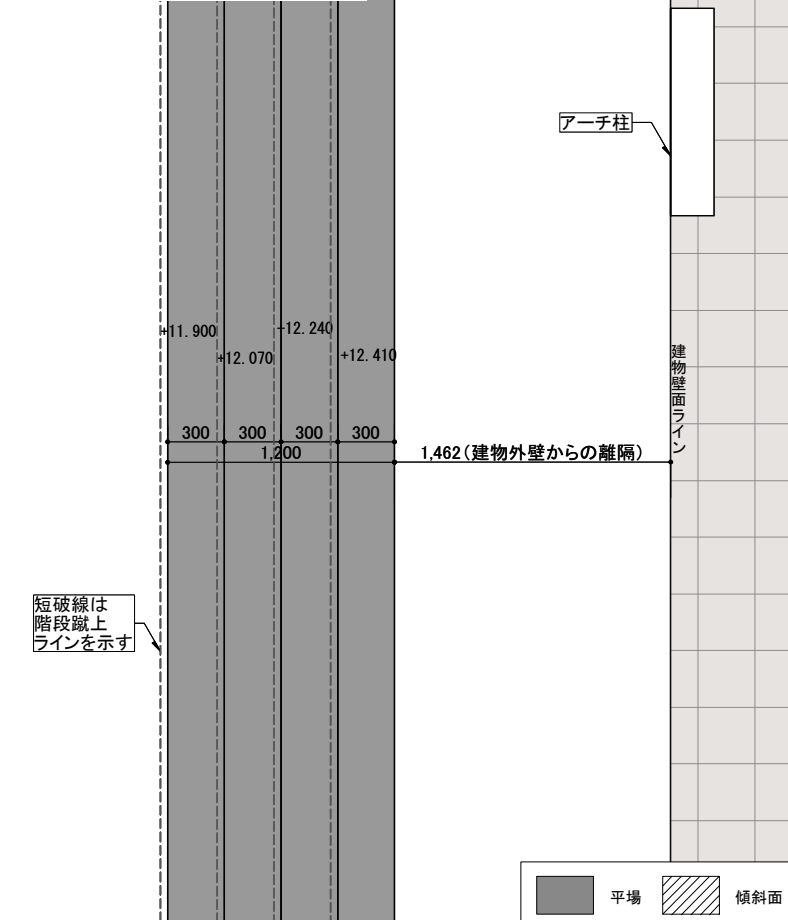 アーチ柱
+11.900
+12.240
+12.070
+12.410
建物壁面ライン
300
300
300
300
1,200
1,462(建物外壁からの離隔)
短破線は
階段蹴上
ラインを示す
平場
傾斜面